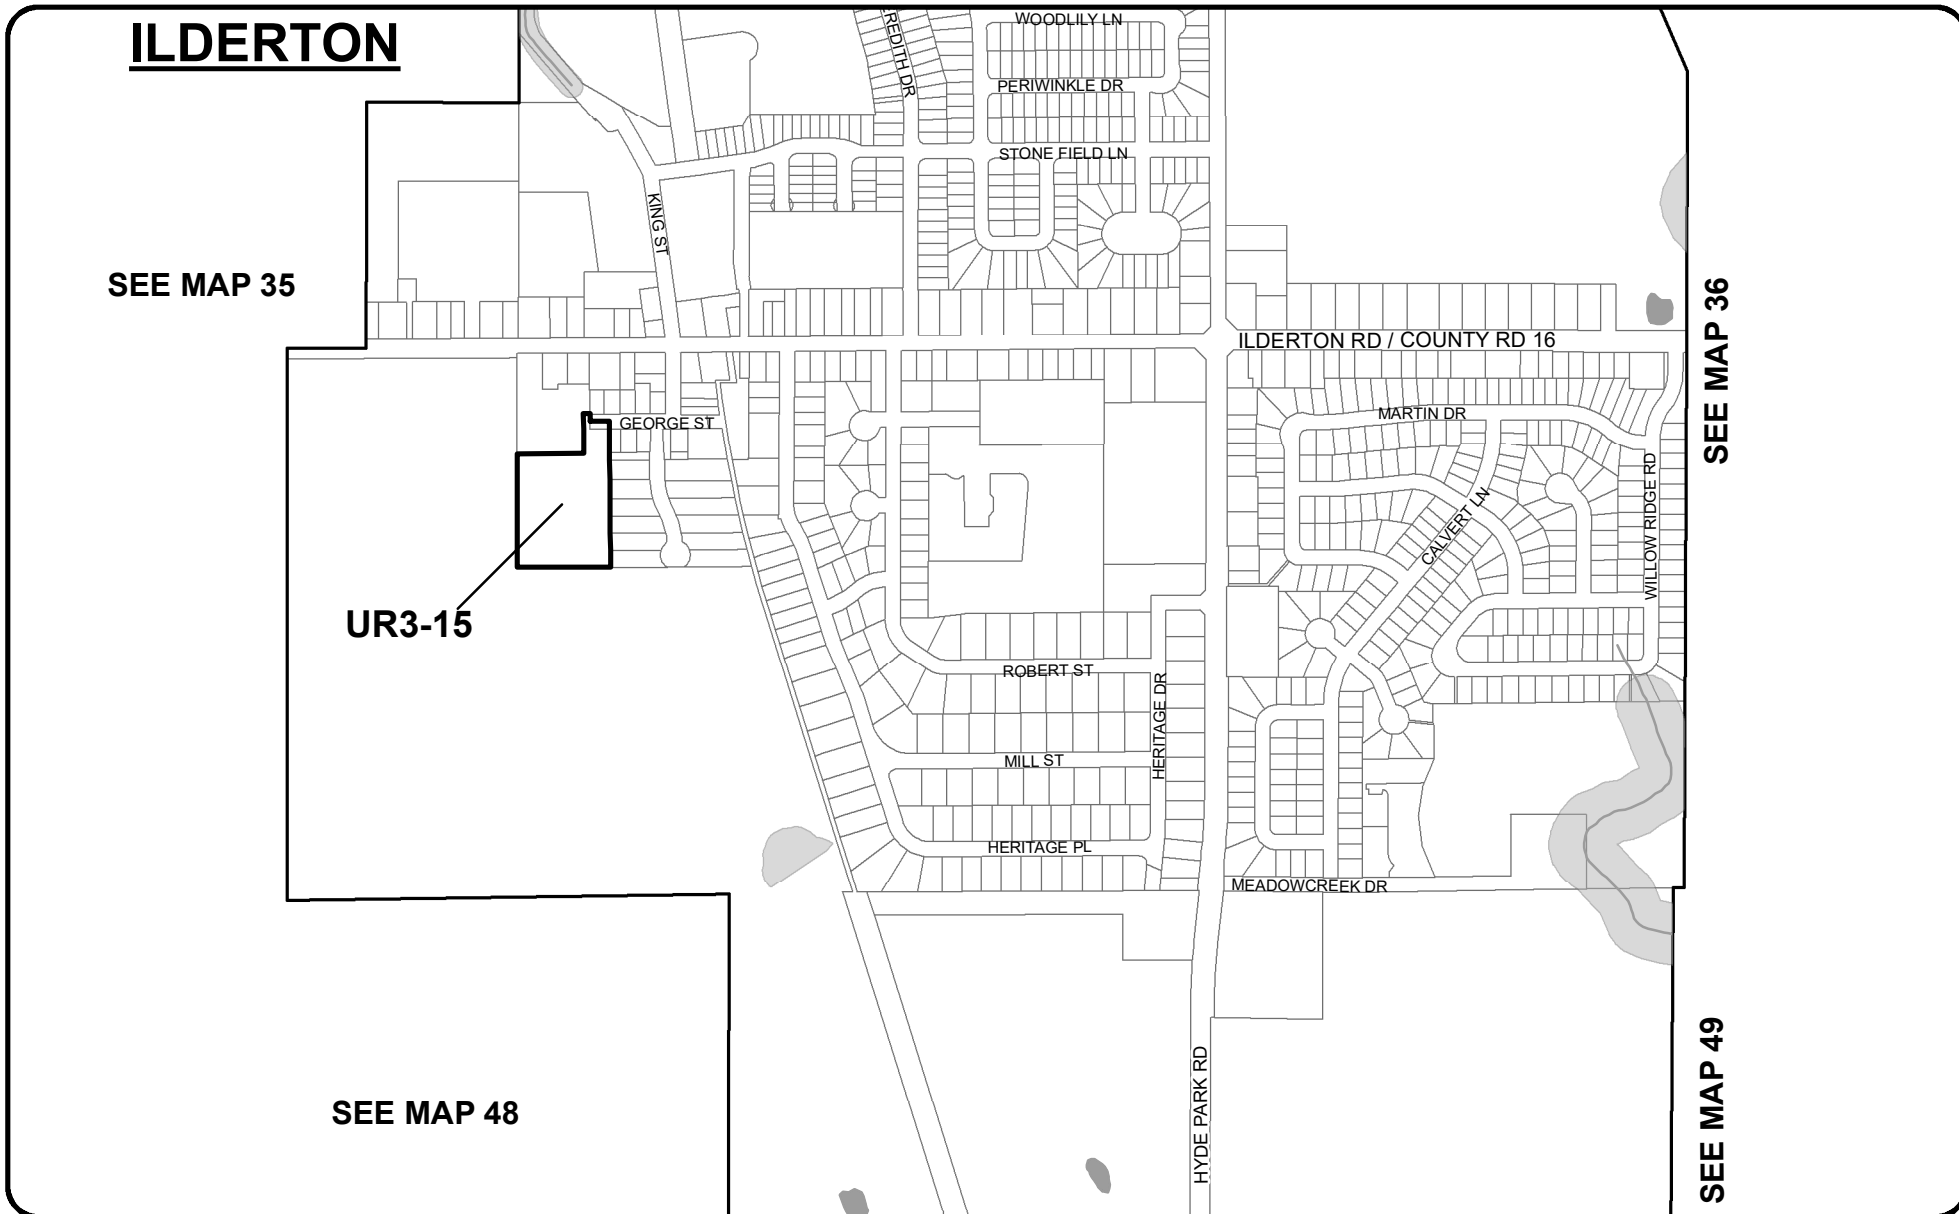 ILDERTON
WOODLILY LN
PERIWINKLE DR
STONE FIELD LN
KING ST
SEE MAP 35
SEE MAP 36
ILDERTON RD / COUNTY RD 16
MARTIN DR
GEORGE ST
WILLOW RIDGE RD
CALVERT LN
UR3-15
ROBERT ST
HERITAGE DR
MILL ST
HERITAGE PL
MEADOWCREEK DR
HYDE PARK RD
SEE MAP 48
SEE MAP 49